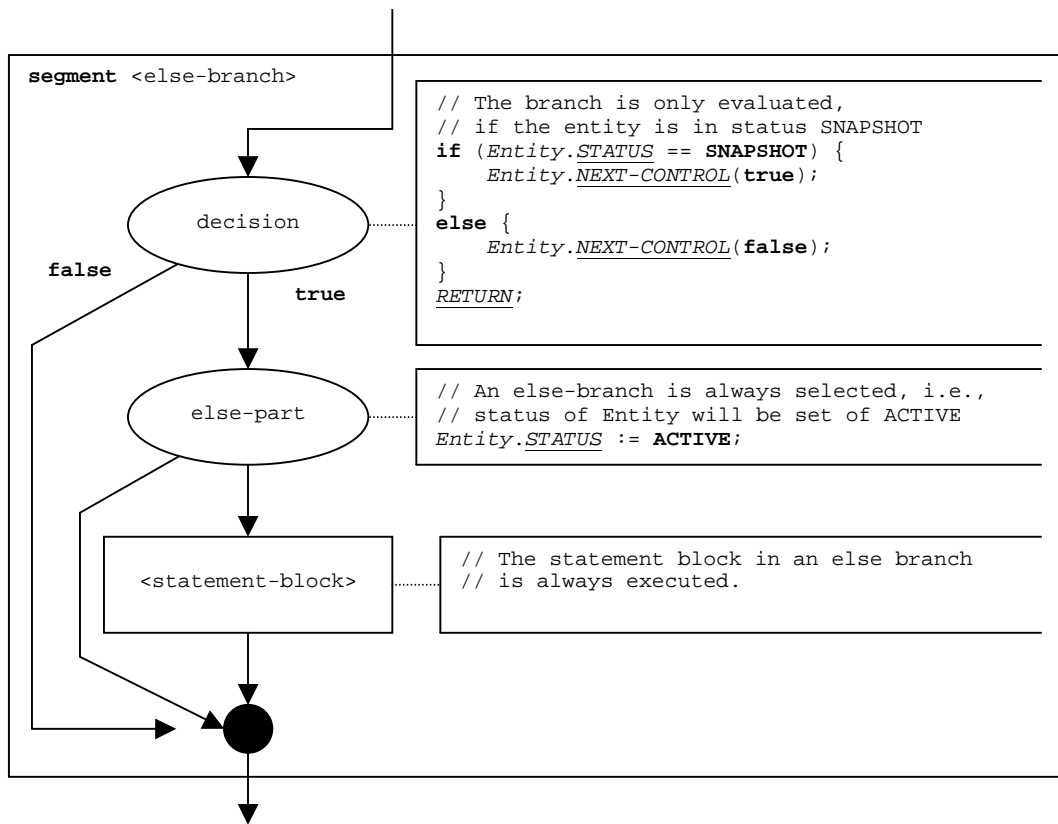 segment <else-branch>
// The branch is only evaluated,
// if the entity is in status SNAPSHOT
if (Entity.STATUS == SNAPSHOT) {
    Entity.NEXT-CONTROL(true);
}
else {
    Entity.NEXT-CONTROL(false);
}
RETURN;
decision
false
true
else-part
// An else-branch is always selected, i.e.,
// status of Entity will be set of ACTIVE
Entity.STATUS := ACTIVE;
<statement-block>
// The statement block in an else branch
// is always executed.